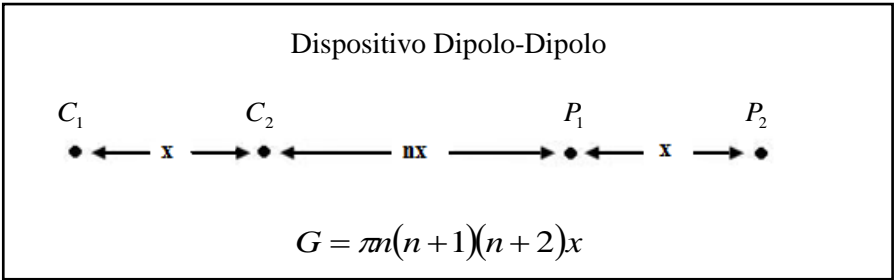 Dispositivo Dipolo-Dipolo
C₁ C₂ P₁ P₂
x nx x
G = πn(n+1)(n+2)x